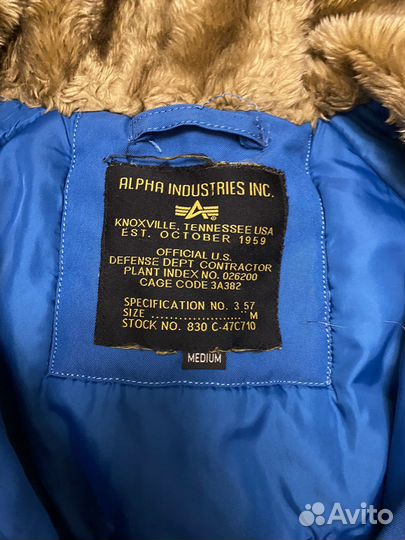 ALPHA INDUSTRIES INC.
KNOXVILLE, TENNESSEE USA
EST. OCTOBER 1959
OFFICIAL U.S.
DEFENSE DEPT CONTRACTOR
PLANT INDEX NO. 026200
CAGE CODE 3A382
SPECIFICATION NO. 3 57
SIZE ..................... M
STOCK NO. 830 C-47C710
MEDIUM
Avito